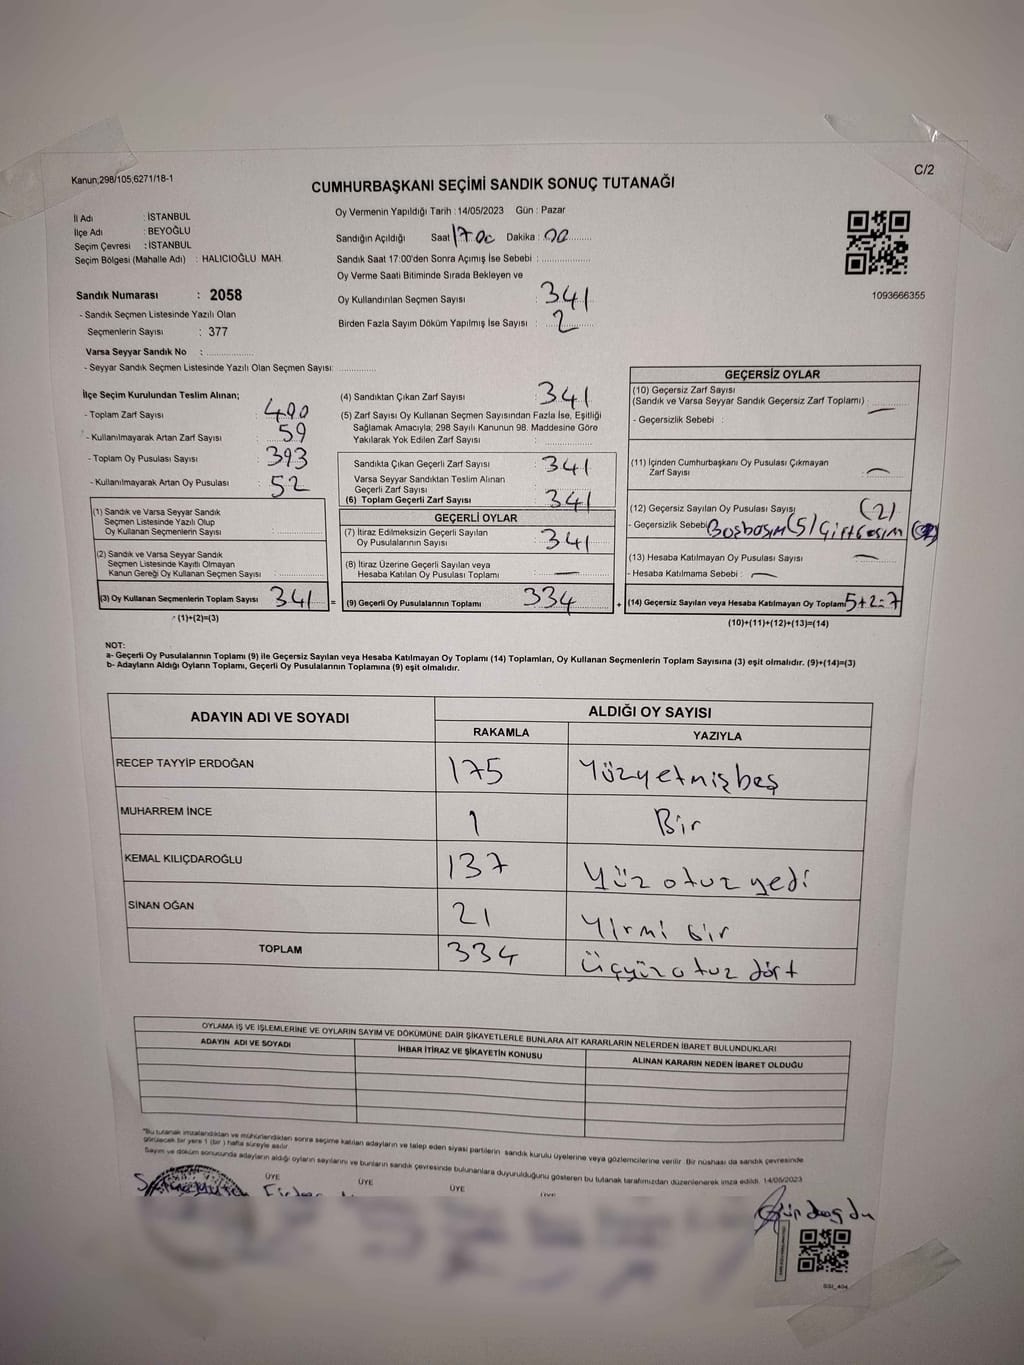 Kanun;298/105,6271/18-1
C/2
CUMHURBAŞKANI SEÇİMİ SANDIK SONUÇ TUTANAĞI
İl Adı : İSTANBUL
İlçe Adı : BEYOĞLU
Seçim Çevresi : İSTANBUL
Seçim Bölgesi (Mahalle Adı) : HALICIOĞLU MAH.
Sandık Numarası : 2058
- Sandık Seçmen Listesinde Yazılı Olan
Seçmenlerin Sayısı : 377
Varsa Seyyar Sandık No :
- Seyyar Sandık Seçmen Listesinde Yazılı Olan Seçmen Sayısı:
Oy Vermenin Yapıldığı Tarih : 14/05/2023 Gün : Pazar
Sandığın Açıldığı Saat 17 00 Dakika : 00
Sandık Saat 17:00'den Sonra Açımış İse Sebebi :
Oy Verme Saati Bitiminde Sırada Bekleyen ve
Oy Kullandırılan Seçmen Sayısı : 341
Birden Fazla Sayım Döküm Yapılmış İse Sayısı : 2
1093666355
İlçe Seçim Kurulundan Teslim Alınan;
- Toplam Zarf Sayısı : 400
- Kullanılmayarak Artan Zarf Sayısı : 59
- Toplam Oy Pusulası Sayısı : 393
- Kullanılmayarak Artan Oy Pusulası : 52
(1) Sandık ve Varsa Seyyar Sandık
Seçmen Listesinde Yazılı Olup
Oy Kullanan Seçmenlerin Sayısı :
(2) Sandık ve Varsa Seyyar Sandık
Seçmen Listesinde Kayıtlı Olmayan
Kanun Gereği Oy Kullanan Seçmen Sayısı :
(3) Oy Kullanan Seçmenlerin Toplam Sayısı 341 =
(1)+(2)=(3)
(4) Sandıktan Çıkan Zarf Sayısı : 341
(5) Zarf Sayısı Oy Kullanan Seçmen Sayısından Fazla İse, Eşitliği
Sağlamak Amacıyla; 298 Sayılı Kanunun 98. Maddesine Göre
Yakılarak Yok Edilen Zarf Sayısı :
Sandıkta Çıkan Geçerli Zarf Sayısı : 341
Varsa Seyyar Sandıktan Teslim Alınan
Geçerli Zarf Sayısı :
(6) Toplam Geçerli Zarf Sayısı : 341
GEÇERLİ OYLAR
(7) İtiraz Edilmeksizin Geçerli Sayılan
Oy Pusulalarının Sayısı : 341
(8) İtiraz Üzerine Geçerli Sayılan veya
Hesaba Katılan Oy Pusulası Toplamı : —
(9) Geçerli Oy Pusulalarının Toplamı 334 +
GEÇERSİZ OYLAR
(10) Geçersiz Zarf Sayısı
(Sandık ve Varsa Seyyar Sandık Geçersiz Zarf Toplamı) : —
- Geçersizlik Sebebi :
(11) İçinden Cumhurbaşkanı Oy Pusulası Çıkmayan
Zarf Sayısı : —
(12) Geçersiz Sayılan Oy Pusulası Sayısı : (2)
- Geçersizlik Sebebi
(13) Hesaba Katılmayan Oy Pusulası Sayısı : —
- Hesaba Katılmama Sebebi : —
(14) Geçersiz Sayılan veya Hesaba Katılmayan Oy Toplamı 5+2=7
(10)+(11)+(12)+(13)=(14)
NOT:
a- Geçerli Oy Pusulalarının Toplamı (9) ile Geçersiz Sayılan veya Hesaba Katılmayan Oy Toplamı (14) Toplamları, Oy Kullanan Seçmenlerin Toplam Sayısına (3) eşit olmalıdır. (9)+(14)=(3)
b- Adayların Aldığı Oyların Toplamı, Geçerli Oy Pusulalarının Toplamına (9) eşit olmalıdır.
ADAYIN ADI VE SOYADI ALDIĞI OY SAYISI
RAKAMLA YAZIYLA
RECEP TAYYİP ERDOĞAN 175 Yüzyetmişbeş
MUHARREM İNCE 1 Bir
KEMAL KILIÇDAROĞLU 137 Yüz otuz yedi
SİNAN OĞAN 21 Yirmi bir
TOPLAM 334 Üçyüz otuz dört
OYLAMA İŞ VE İŞLEMLERİNE VE OYLARIN SAYIM VE DÖKÜMÜNE DAİR ŞİKAYETLERLE BUNLARA AİT KARARLARIN NELERDEN İBARET BULUNDUKLARI
ADAYIN ADI VE SOYADI İHBAR İTİRAZ VE ŞİKAYETİN KONUSU ALINAN KARARIN NEDEN İBARET OLDUĞU
"Bu tutanak imzalandıktan ve mühürlendikten sonra seçime katılan adayların ve talep eden siyasi partilerin sandık kurulu üyelerine veya gözlemcilerine verilir. Bir nüshası da sandık çevresinde
görülecek bir yere 1 (bir ) hafta süreyle asılır.
Sayım ve döküm sonucunda adayların aldığı oyların sayılarını ve bunların sandık çevresinde bulunanlara duyurulduğunu gösteren bu tutanak tarafımızdan düzenlenerek imza edildi. 14/05/2023
ÜYE ÜYE ÜYE
Gündoğdu
SSI_404